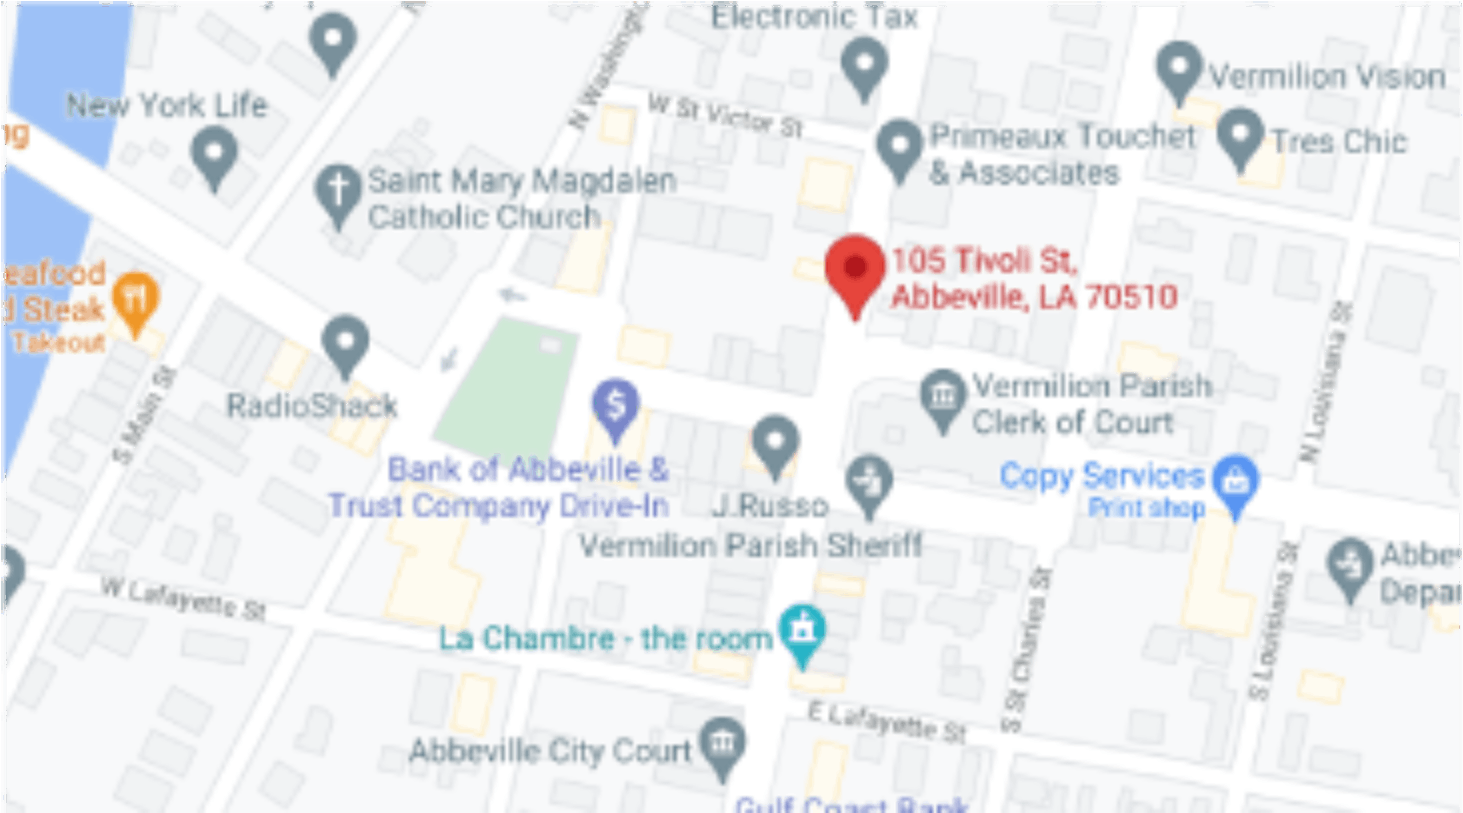 Electronic Tax
N Washington
New York Life
W St Victor St
Vermilion Vision
Primeaux Touchet
& Associates
Tres Chic
Saint Mary Magdalen
Catholic Church
105 Tivoli St,
Abbeville, LA 70510
eafood
d Steak
Takeout
RadioShack
S Main St
N Louisiana St
Vermilion Parish
Clerk of Court
Bank of Abbeville &
Trust Company Drive-In
J.Russo
Copy Services
Print shop
Vermilion Parish Sheriff
Abbe
Depar
W Lafayette St
La Chambre - the room
S St Charles St
S Louisiana St
E Lafayette St
Abbeville City Court
Gulf Coast Bank